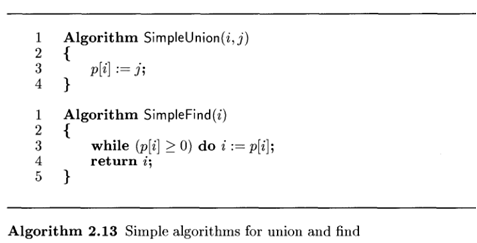 1 Algorithm SimpleUnion(i, j)
2 {
3 p[i] := j;
4 }
1 Algorithm SimpleFind(i)
2 {
3 while (p[i] ≥ 0) do i := p[i];
4 return i;
5 }
Algorithm 2.13 Simple algorithms for union and find